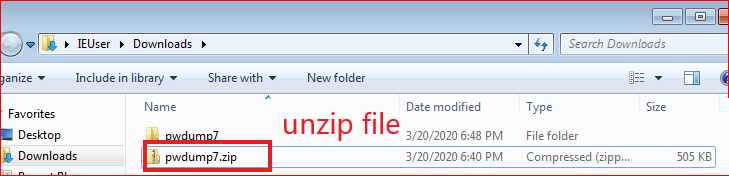 IEUser Downloads Search Downloads
rganize Include in library Share with New folder
Name Date modified Type Size
Favorites
unzip file
Desktop pwdump7 3/20/2020 6:48 PM File folder
Downloads pwdump7.zip 3/20/2020 6:40 PM Compressed (zipp... 505 KB